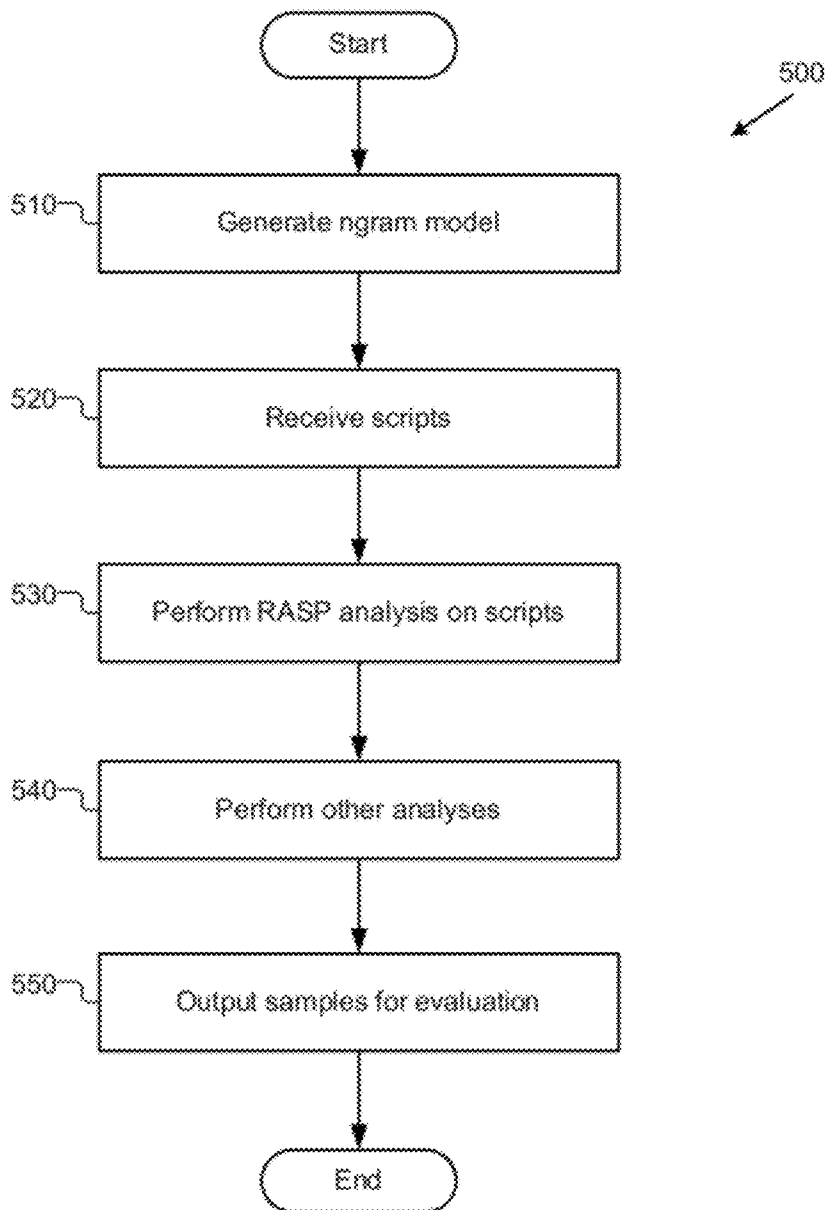 Start
500
510
Generate ngram model
520
Receive scripts
530
Perform RASP analysis on scripts
540
Perform other analyses
550
Output samples for evaluation
End